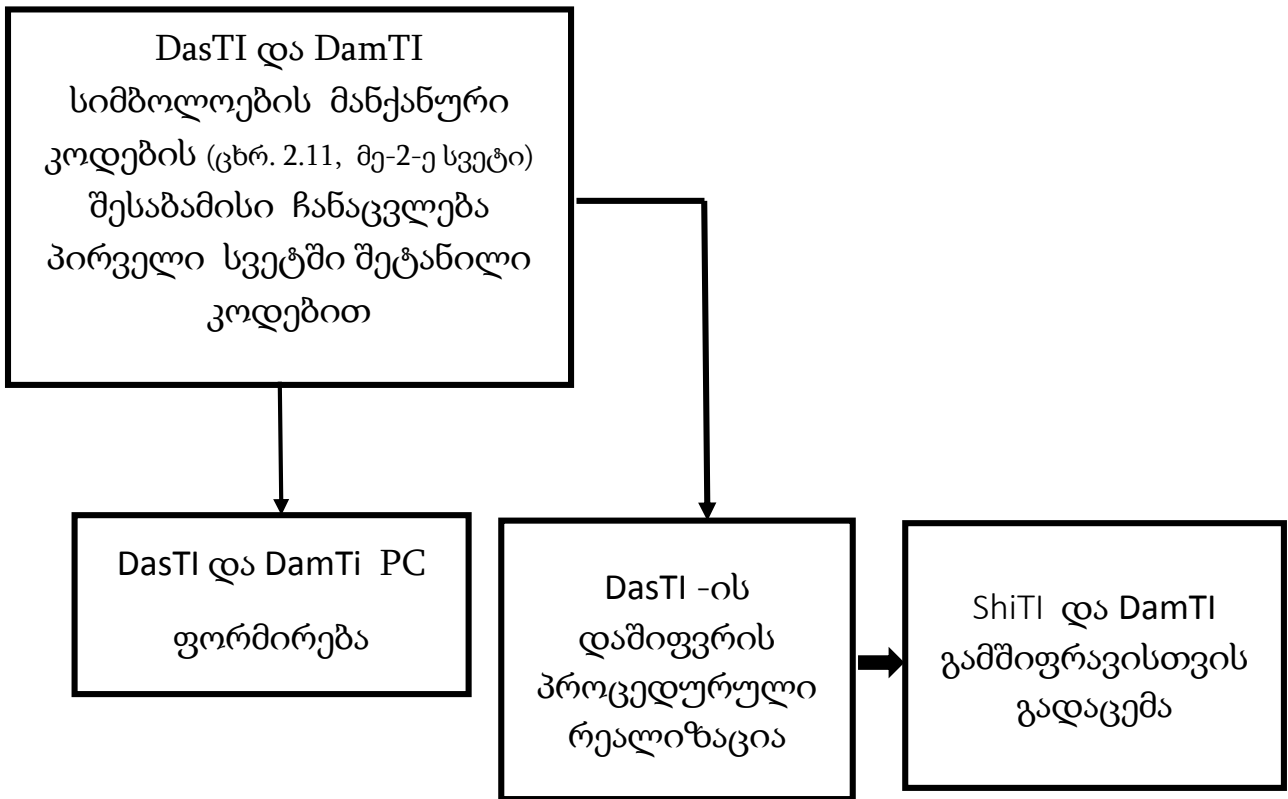 DasTI და DamTI
სიმბოლოების მანქანური
კოდების (ცხრ. 2.11, მე-2-ე სვეტი)
შესაბამისი ჩანაცვლება
პირველი სვეტში შეტანილი
კოდებით
DasTI და DamTi PC
ფორმირება
DasTI -ის
დაშიფვრის
პროცედურული
რეალიზაცია
ShiTI და DamTI
გამშიფრავისთვის
გადაცემა